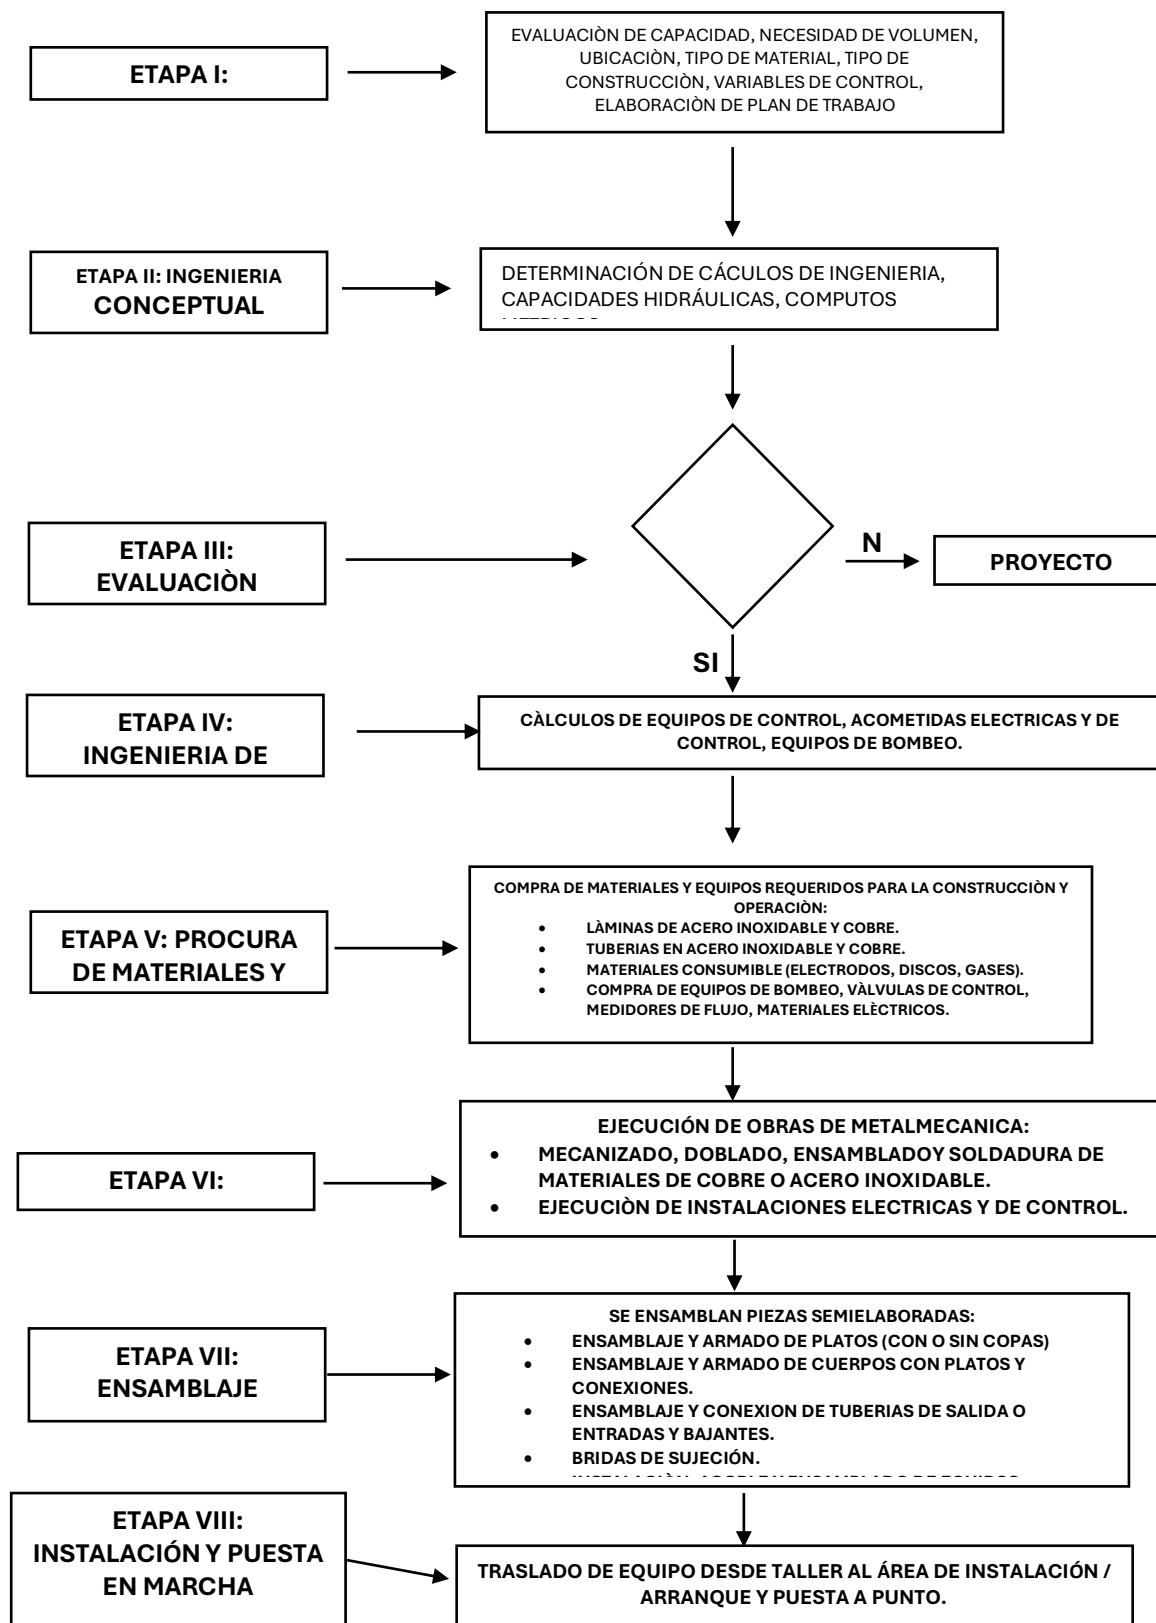 ETAPA I:
EVALUACIÒN DE CAPACIDAD, NECESIDAD DE VOLUMEN,
UBICACIÒN, TIPO DE MATERIAL, TIPO DE
CONSTRUCCIÒN, VARIABLES DE CONTROL,
ELABORACIÒN DE PLAN DE TRABAJO
ETAPA II: INGENIERIA
CONCEPTUAL
DETERMINACIÓN DE CÁCULOS DE INGENIERIA,
CAPACIDADES HIDRÁULICAS, COMPUTOS
ETAPA III:
EVALUACIÒN
N
PROYECTO
SI
ETAPA IV:
INGENIERIA DE
CÀLCULOS DE EQUIPOS DE CONTROL, ACOMETIDAS ELECTRICAS Y DE
CONTROL, EQUIPOS DE BOMBEO.
ETAPA V: PROCURA
DE MATERIALES Y
COMPRA DE MATERIALES Y EQUIPOS REQUERIDOS PARA LA CONSTRUCCIÒN Y
OPERACIÒN:
• LÀMINAS DE ACERO INOXIDABLE Y COBRE.
• TUBERIAS EN ACERO INOXIDABLE Y COBRE.
• MATERIALES CONSUMIBLE (ELECTRODOS, DISCOS, GASES).
• COMPRA DE EQUIPOS DE BOMBEO, VÀLVULAS DE CONTROL,
MEDIDORES DE FLUJO, MATERIALES ELÈCTRICOS.
ETAPA VI:
EJECUCIÓN DE OBRAS DE METALMECANICA:
• MECANIZADO, DOBLADO, ENSAMBLADOY SOLDADURA DE
MATERIALES DE COBRE O ACERO INOXIDABLE.
• EJECUCIÒN DE INSTALACIONES ELECTRICAS Y DE CONTROL.
ETAPA VII:
ENSAMBLAJE
SE ENSAMBLAN PIEZAS SEMIELABORADAS:
• ENSAMBLAJE Y ARMADO DE PLATOS (CON O SIN COPAS)
• ENSAMBLAJE Y ARMADO DE CUERPOS CON PLATOS Y
CONEXIONES.
• ENSAMBLAJE Y CONEXION DE TUBERIAS DE SALIDA O
ENTRADAS Y BAJANTES.
• BRIDAS DE SUJECIÓN.
ETAPA VIII:
INSTALACIÓN Y PUESTA
EN MARCHA
TRASLADO DE EQUIPO DESDE TALLER AL ÁREA DE INSTALACIÓN /
ARRANQUE Y PUESTA A PUNTO.